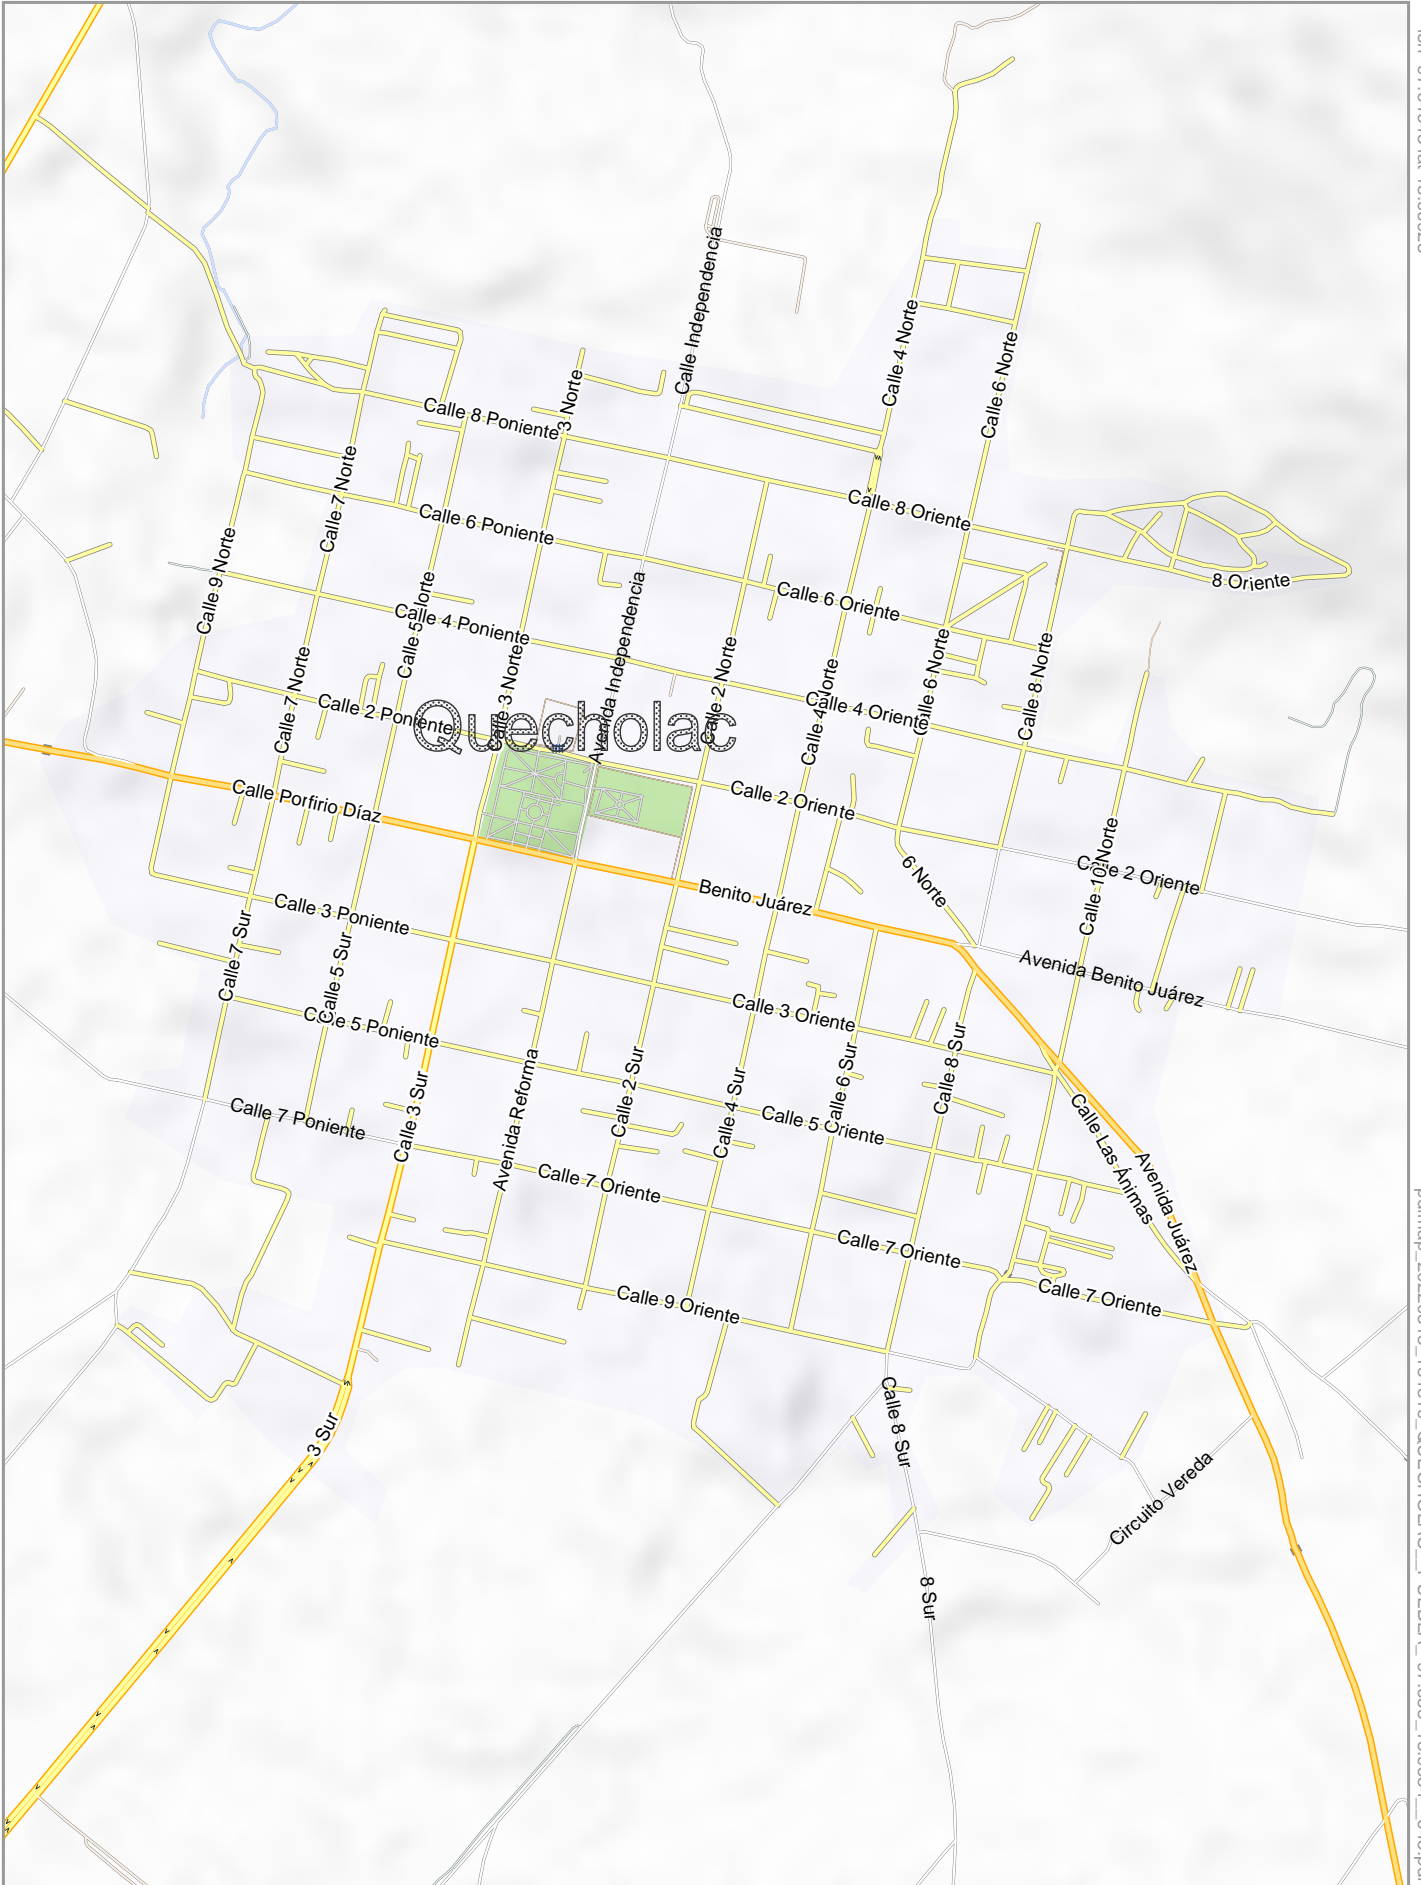 Calle Independencia
Calle 4 Norte
Calle 6 Norte
3 Norte
Calle 8 Poniente
Calle 7 Norte
Calle 8 Oriente
Calle 6 Poniente
Calle 9 Norte
8 Oriente
Calle 6 Oriente
Calle 5 Norte
Avenida Independencia
Calle 4 Poniente
Calle 2 Norte
Calle 6 Norte
Calle 8 Norte
Calle 7 Norte
Calle 3 Norte
Calle 4 Norte
Calle 4 Oriente
Calle 2 Poniente
Quecholac
Calle Porfirio Díaz
Calle 2 Oriente
Calle 10 Norte
Calle 2 Oriente
6 Norte
Benito Juárez
Calle 3 Poniente
Calle 7 Sur
Calle 5 Sur
Avenida Benito Juárez
Calle 3 Oriente
Calle 5 Poniente
Calle 8 Sur
Calle 6 Sur
Calle 2 Sur
Calle 4 Sur
Calle 3 Sur
Avenida Reforma
Calle 7 Poniente
Calle 5 Oriente
Calle Las Ánimas
Avenida Juárez
Calle 7 Oriente
Calle 7 Oriente
Calle 7 Oriente
Calle 9 Oriente
Calle 8 Sur
3 Sur
Circuito Vereda
8 Sur